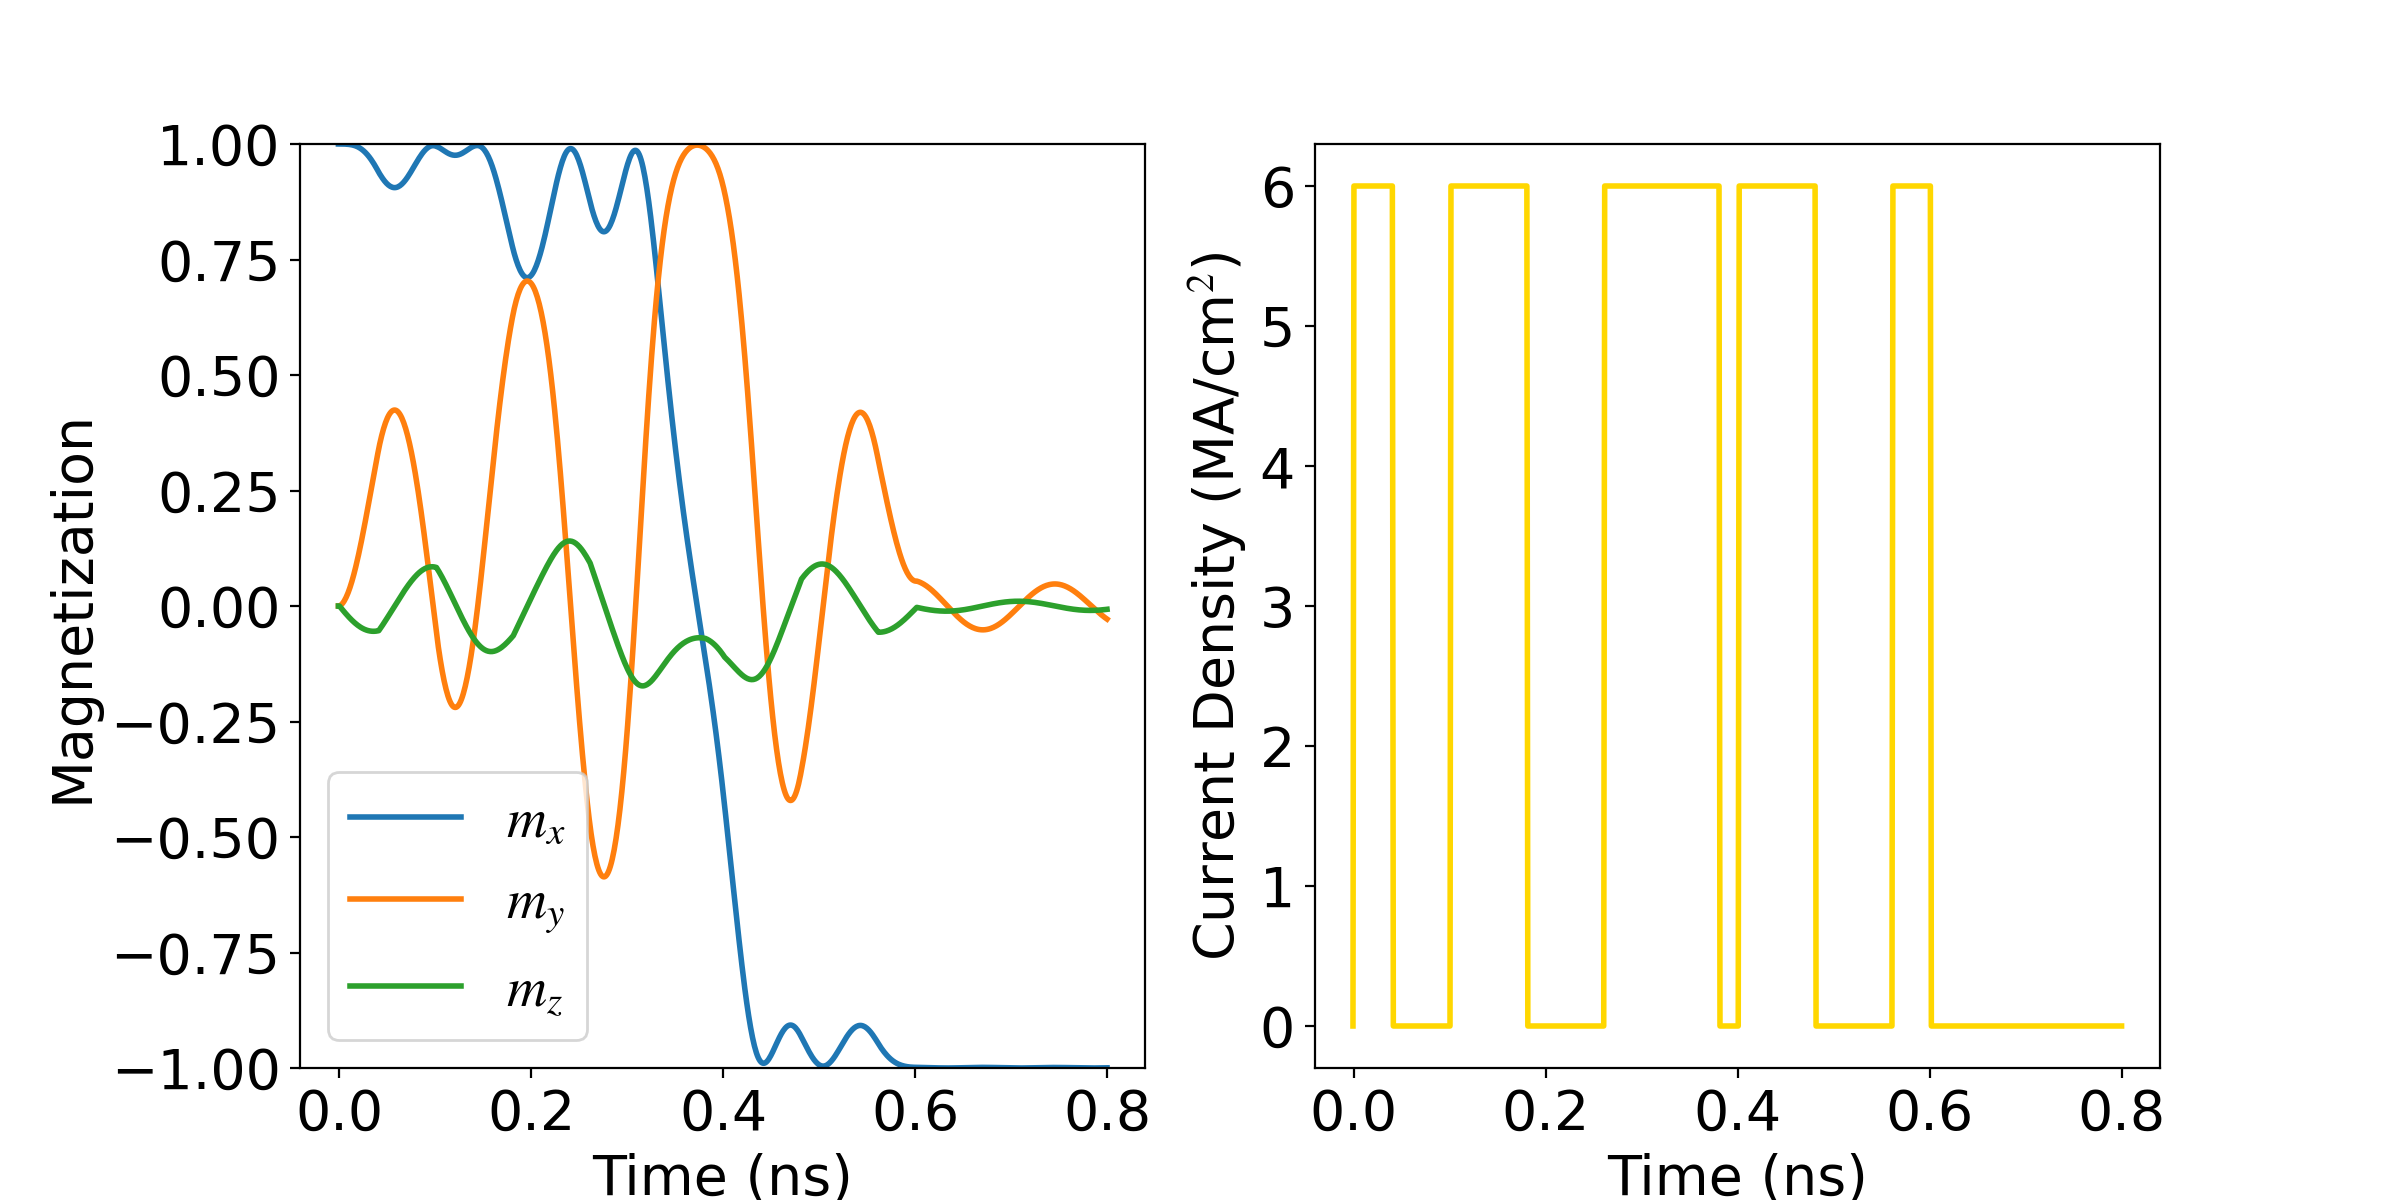 Magnetization
1.00
0.75
0.50
0.25
0.00
−0.25
−0.50
−0.75
−1.00
m_x
m_y
m_z
0.0 0.2 0.4 0.6 0.8
Time (ns)
Current Density (MA/cm²)
6
5
4
3
2
1
0
0.0 0.2 0.4 0.6 0.8
Time (ns)